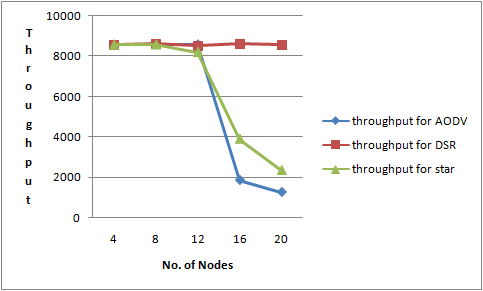 Throughput
10000
8000
6000
4000
2000
0
4 8 12 16 20
No. of Nodes
throughput for AODV
throughput for DSR
throughput for star